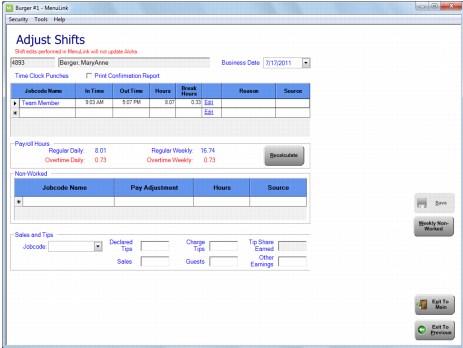 Burger #1 - MenuLink
Security Tools Help
Adjust Shifts
Shift edits performed in MenuLink will not update Aloha
4893 Berger, MaryAnne Business Date 7/17/2011
Time Clock Punches Print Confirmation Report
Jobcode Name In Time Out Time Hours Break Hours Reason Source
Team Member 9:03 AM 5:07 PM 8.07 0.33 Edit
Edit
Payroll Hours
Regular Daily: 8.01 Regular Weekly: 16.74
Overtime Daily: 0.73 Overtime Weekly: 0.73
Recalculate
Non-Worked
Jobcode Name Pay Adjustment Hours Source
Save
Weekly Non-Worked
Sales and Tips
Jobcode: Declared Tips Charge Tips Tip Share Earned
Sales Guests Other Earnings
Exit To Main
Exit To Previous